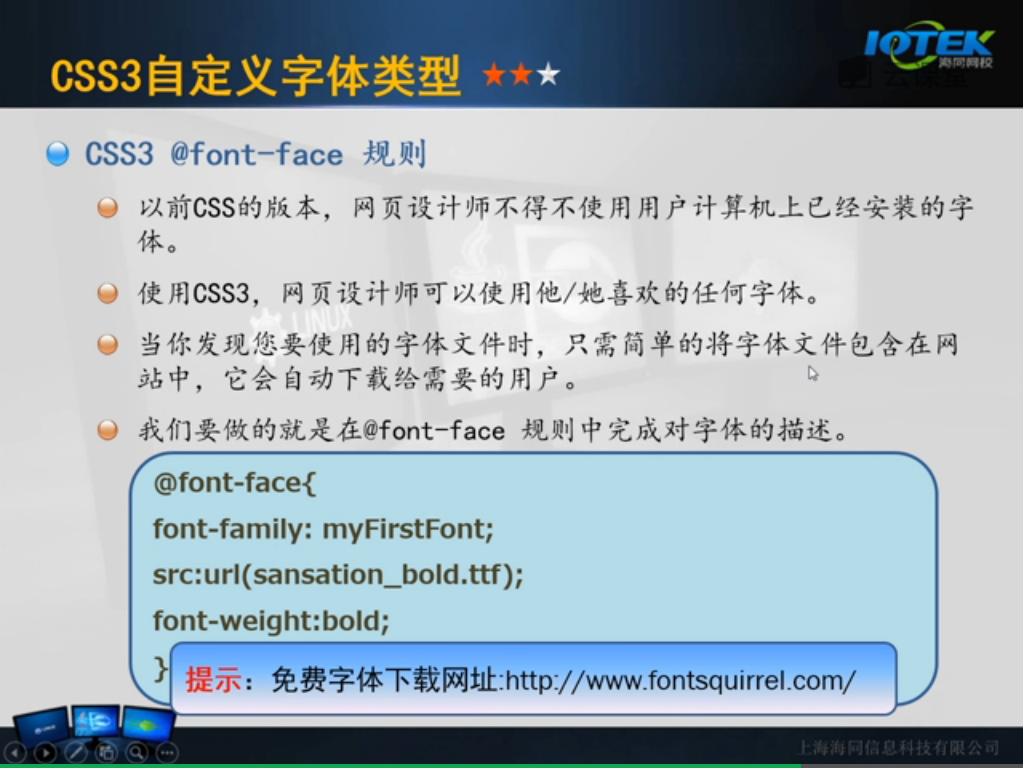 CSS3自定义字体类型
IOTEK
海同网校
云课堂
CSS3 @font-face 规则
以前CSS的版本，网页设计师不得不使用用户计算机上已经安装的字
体。
使用CSS3，网页设计师可以使用他/她喜欢的任何字体。
LINUX
当你发现您要使用的字体文件时，只需简单的将字体文件包含在网
站中，它会自动下载给需要的用户。
我们要做的就是在@font-face 规则中完成对字体的描述。
@font-face{
font-family: myFirstFont;
src:url(sansation_bold.ttf);
font-weight:bold;
}
提示：免费字体下载网址:http://www.fontsquirrel.com/
上海海同信息科技有限公司